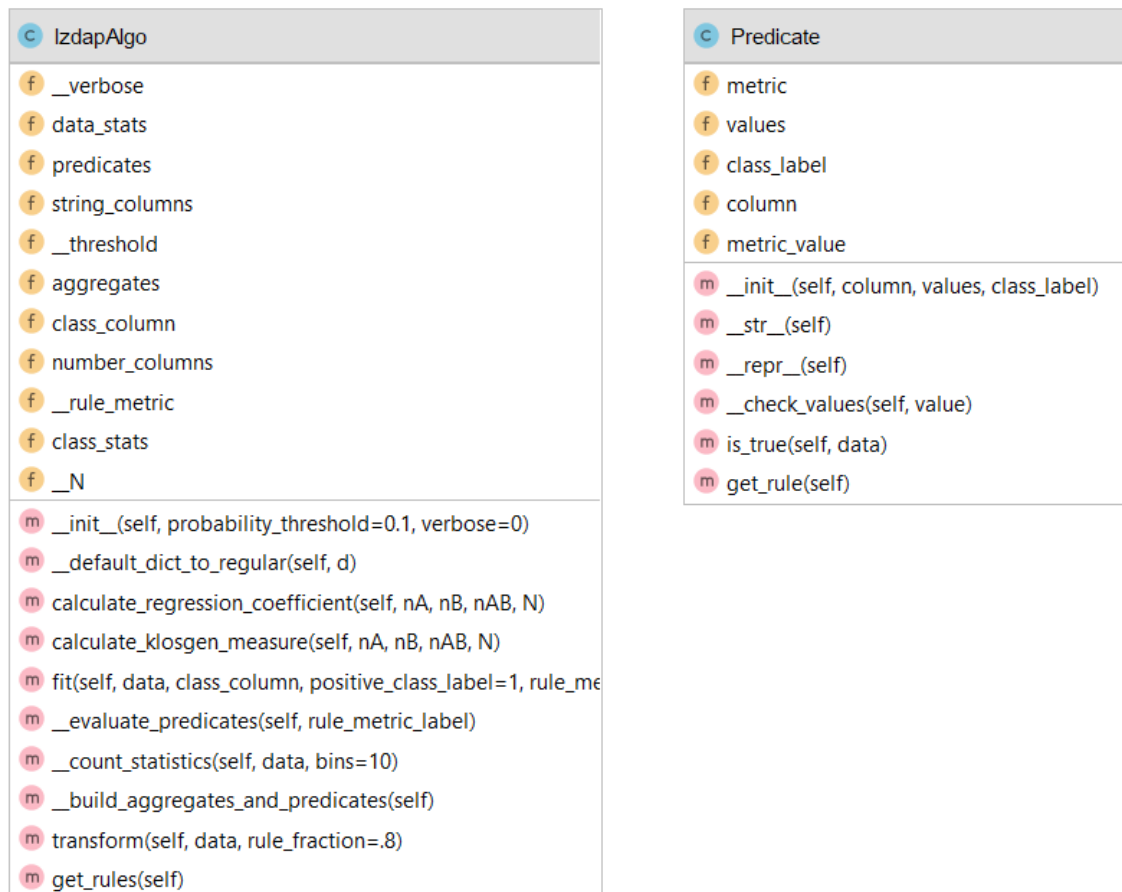 C IzdapAlgo
f __verbose
f data_stats
f predicates
f string_columns
f __threshold
f aggregates
f class_column
f number_columns
f __rule_metric
f class_stats
f __N
m __init__(self, probability_threshold=0.1, verbose=0)
m __default_dict_to_regular(self, d)
m calculate_regression_coefficient(self, nA, nB, nAB, N)
m calculate_klosgen_measure(self, nA, nB, nAB, N)
m fit(self, data, class_column, positive_class_label=1, rule_me
m __evaluate_predicates(self, rule_metric_label)
m __count_statistics(self, data, bins=10)
m __build_aggregates_and_predicates(self)
m transform(self, data, rule_fraction=.8)
m get_rules(self)
C Predicate
f metric
f values
f class_label
f column
f metric_value
m __init__(self, column, values, class_label)
m __str__(self)
m __repr__(self)
m __check_values(self, value)
m is_true(self, data)
m get_rule(self)